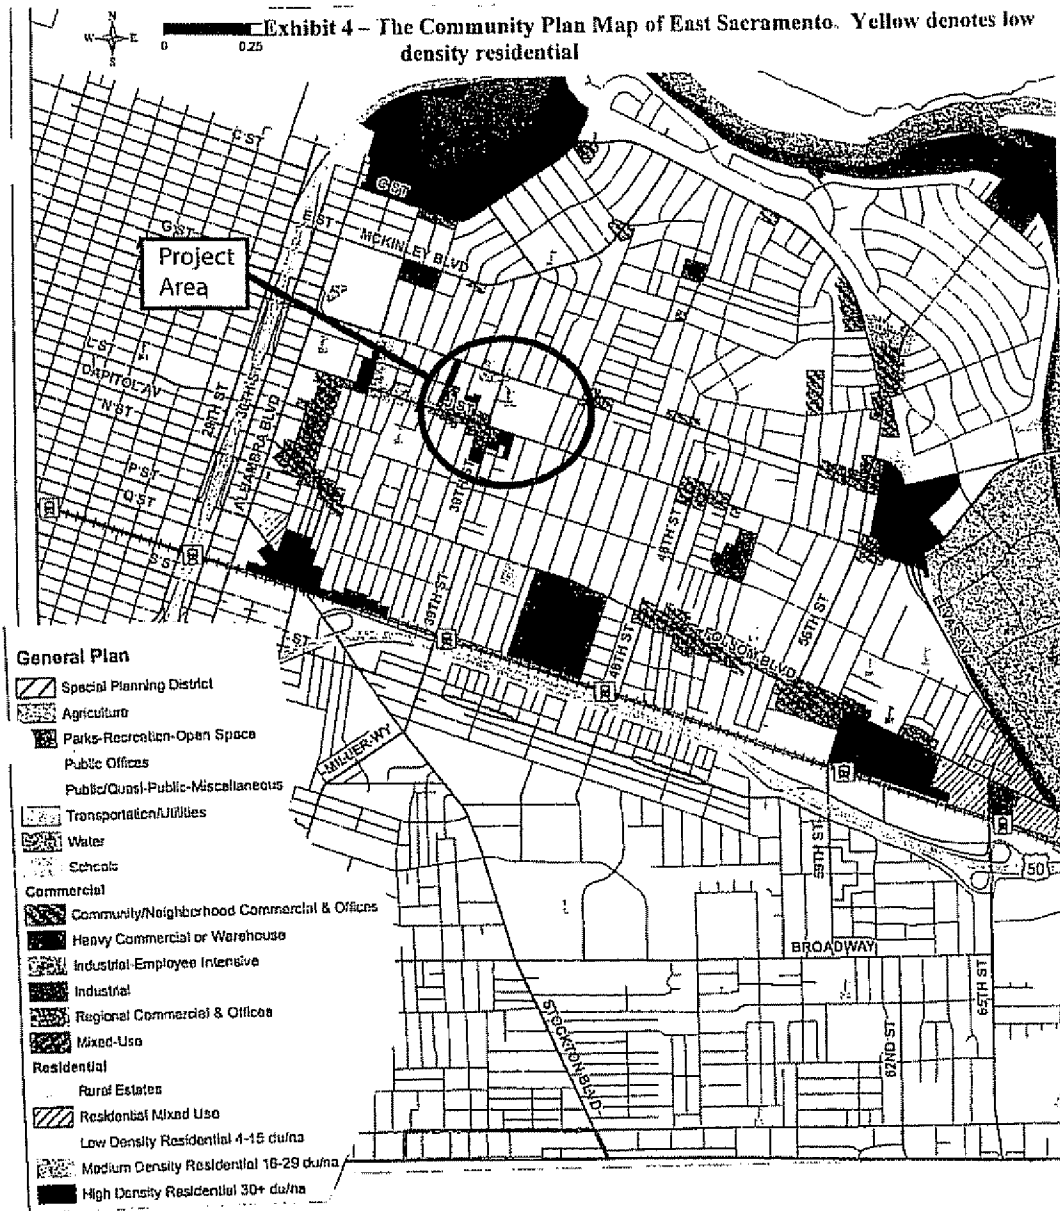 N
W E
S
0 0.25
Exhibit 4 – The Community Plan Map of East Sacramento. Yellow denotes low
density residential
C ST
C ST
E ST
G ST
MCKINLEY BLVD
Project
Area
J ST
L ST
CAPITOL AV
N ST
29TH ST
30TH ST
ALHAMBRA BLVD
P ST
Q ST
S ST
39TH ST
39TH ST
48TH ST
48TH ST
56TH ST
FOLSOM BLVD
ST
MILLER WY
59TH ST
50
BROADWAY
65TH ST
STOCKTON BLVD
62ND ST
General Plan
Special Planning District
Agriculture
Parks-Recreation-Open Space
Public Offices
Public/Quasi-Public-Miscellaneous
Transportation/Utilities
Water
Schools
Commercial
Community/Neighborhood Commercial & Offices
Heavy Commercial or Warehouse
Industrial-Employee Intensive
Industrial
Regional Commercial & Offices
Mixed-Use
Residential
Rural Estates
Residential Mixed Use
Low Density Residential 4-15 du/na
Medium Density Residential 16-29 du/na
High Density Residential 30+ du/na